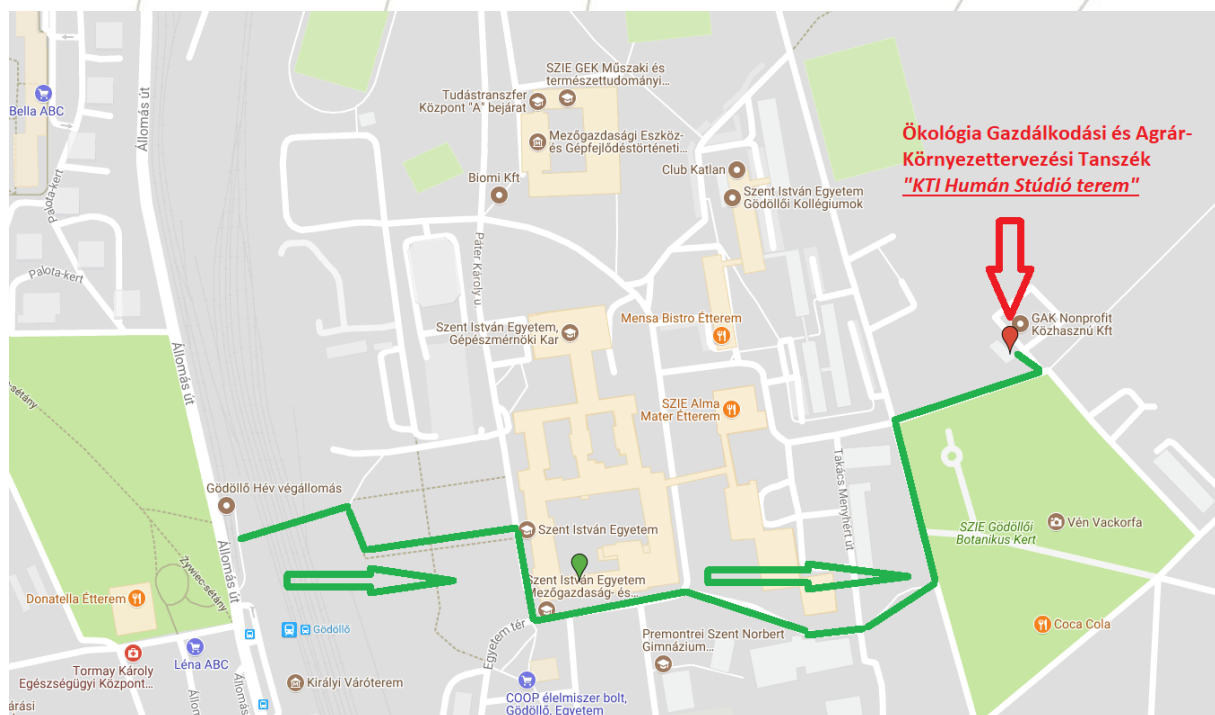 Bella ABC
Állomás út
Palota-kert
Palota-kert
Állomás út
Állomás út
Állomás út
Állom
Gödöllő Hév végállomás
Zywiec-sétány
Donatella Étterem
Tormay Károly
Egészségügyi Központ...
Léna ABC
Gödöllő
Királyi Váróterem
SZIE GEK Műszaki és
természettudományi...
Tudástranszfer
Központ "A" bejárat
Mezőgazdasági Eszköz-
és Gépfejlődéstörténeti...
Biomi Kft
Club Katlan
Szent István Egyetem
Gödöllői Kollégiumok
Páter Károly u.
Szent István Egyetem,
Gépészmérnöki Kar
Mensa Bistro Étterem
SZIE Alma
Mater Étterem
Takács Menyhért út
Szent István Egyetem
Szent István Egyetem
Mezőgazdaság- és...
Egyetem tér
COOP élelmiszer bolt,
Gödöllő, Egyetem
Premontrei Szent Norbert
Gimnázium...
Ökológia Gazdálkodási és Agrár-
Környezettervezési Tanszék
"KTI Humán Stúdió terem"
GAK Nonprofit
Közhasznú Kft
SZIE Gödöllői
Botanikus Kert
Vén Vackorfa
Coca Cola